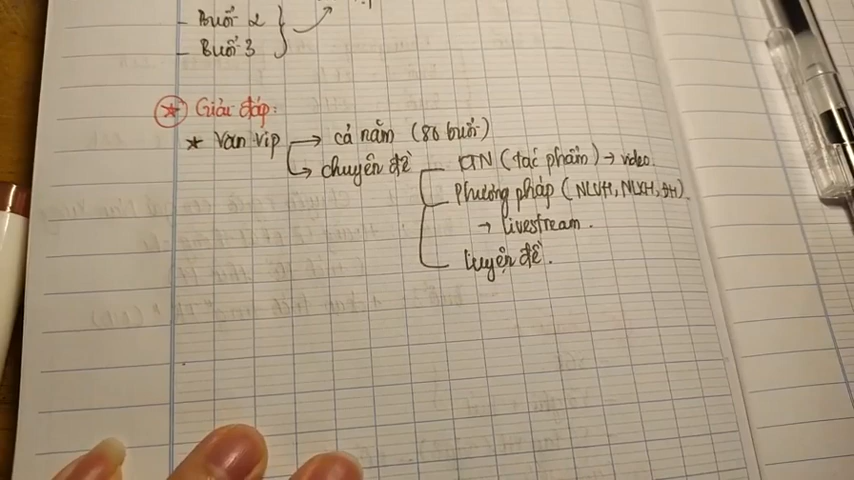 - Buổi 2
- Buổi 3
★ Giải đáp:
★ Văn vip → cả năm (80 buổi)
↳ chuyên đề
KTN (tác phẩm) → video.
Phương pháp (NLVH, NLXH, ĐH).
→ livestream.
luyện đề.